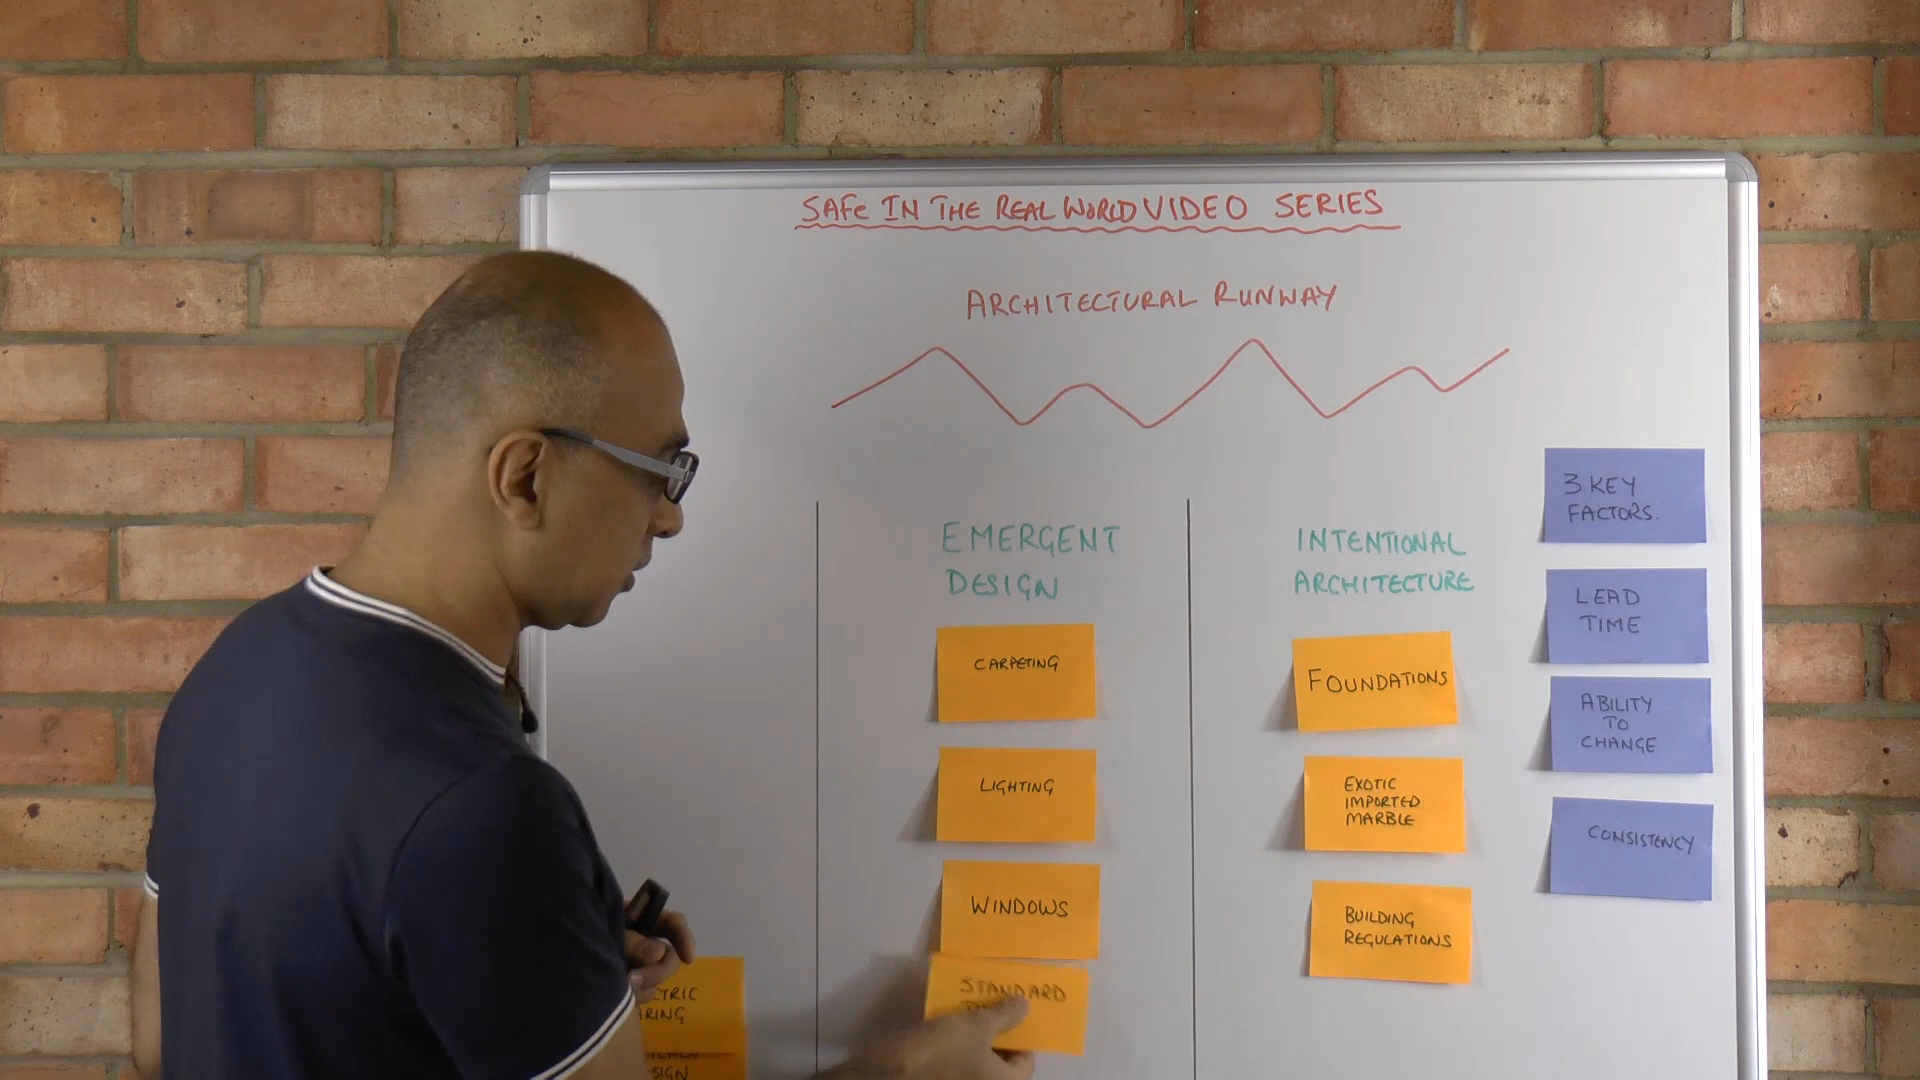 SAFe IN THE REAL WORLD VIDEO SERIES
ARCHITECTURAL RUNWAY
EMERGENT
DESIGN
CARPETING
LIGHTING
WINDOWS
STANDARD
INTENTIONAL
ARCHITECTURE
FOUNDATIONS
EXOTIC
IMPORTED
MARBLE
BUILDING
REGULATIONS
3 KEY
FACTORS.
LEAD
TIME
ABILITY
TO
CHANGE
CONSISTENCY